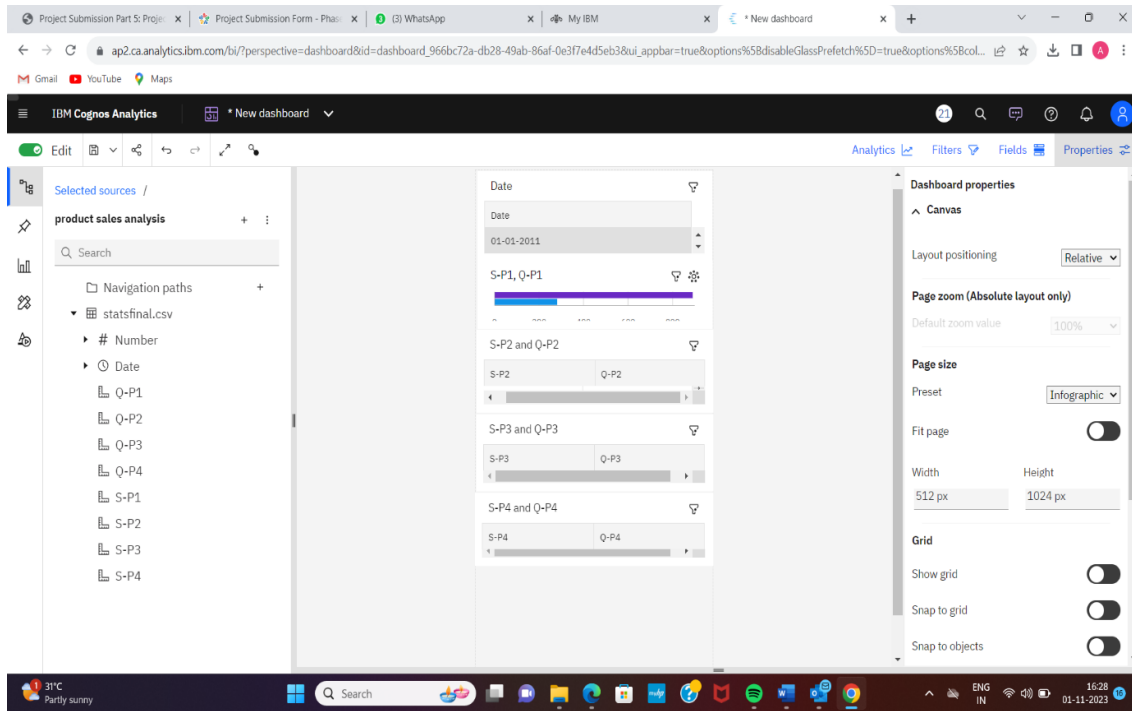 Project Submission Part 5: Projec
Project Submission Form - Phas
(3) WhatsApp
My IBM
* New dashboard
ap2.ca.analytics.ibm.com/bi/?perspective=dashboard&id=dashboard_966bc72a-db28-49ab-86af-0e3f7e4d5eb3&ui_appbar=true&options%5BdisableGlassPrefetch%5D=true&options%5Bcol...
A
Gmail YouTube Maps
IBM Cognos Analytics
* New dashboard
21
Edit
Analytics Filters Fields Properties
Selected sources /
product sales analysis
Search
Navigation paths
statsfinal.csv
# Number
Date
Q-P1
Q-P2
Q-P3
Q-P4
S-P1
S-P2
S-P3
S-P4
Date
Date
01-01-2011
S-P1, Q-P1
S-P2 and Q-P2
S-P2 Q-P2
S-P3 and Q-P3
S-P3 Q-P3
S-P4 and Q-P4
S-P4 Q-P4
Dashboard properties
Canvas
Layout positioning Relative
Page zoom (Absolute layout only)
Default zoom value 100%
Page size
Preset Infographic
Fit page
Width Height
512 px 1024 px
Grid
Show grid
Snap to grid
Snap to objects
1
31°C
Partly sunny
Search
ENG
IN
16:28
01-11-2023
16